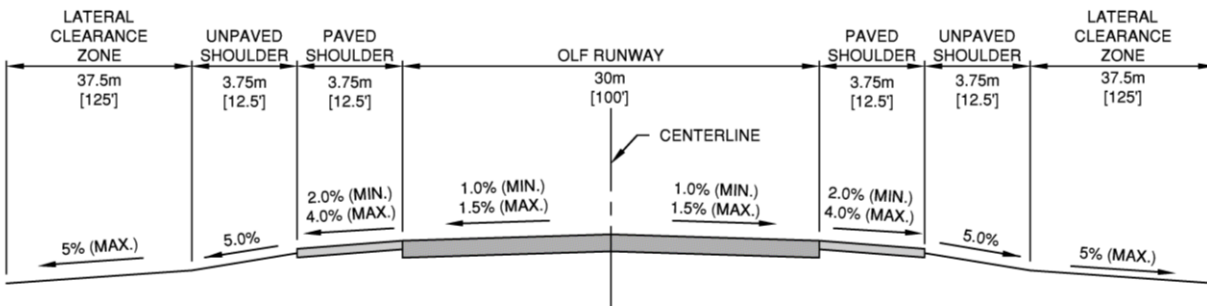 LATERAL
CLEARANCE
ZONE
37.5m
[125']
UNPAVED
SHOULDER
3.75m
[12.5']
PAVED
SHOULDER
3.75m
[12.5']
OLF RUNWAY
30m
[100']
PAVED
SHOULDER
3.75m
[12.5']
UNPAVED
SHOULDER
3.75m
[12.5']
LATERAL
CLEARANCE
ZONE
37.5m
[125']
CENTERLINE
5% (MAX.)
5.0%
2.0% (MIN.)
4.0% (MAX.)
1.0% (MIN.)
1.5% (MAX.)
1.0% (MIN.)
1.5% (MAX.)
2.0% (MIN.)
4.0% (MAX.)
5.0%
5% (MAX.)